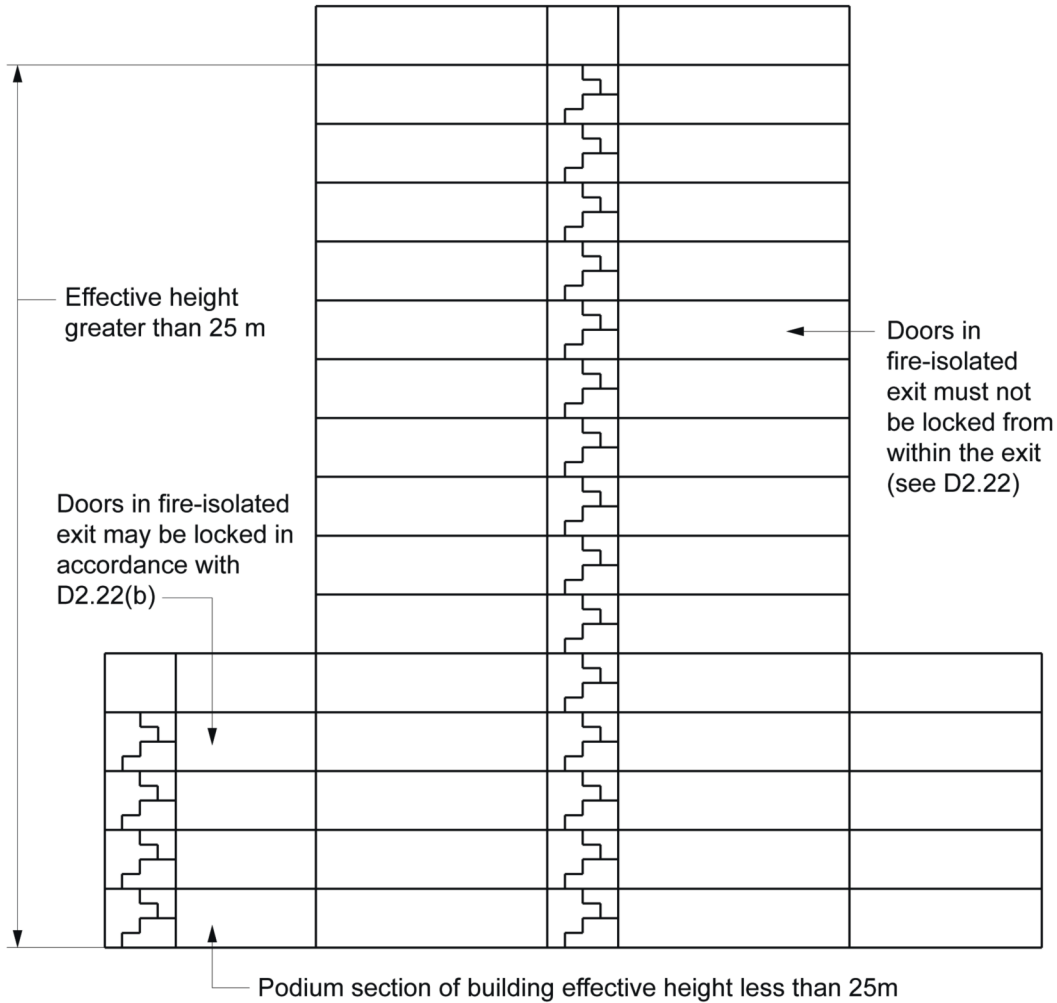 Effective height
greater than 25 m
Doors in
fire-isolated
exit must not
be locked from
within the exit
(see D2.22)
Doors in fire-isolated
exit may be locked in
accordance with
D2.22(b)
Podium section of building effective height less than 25m